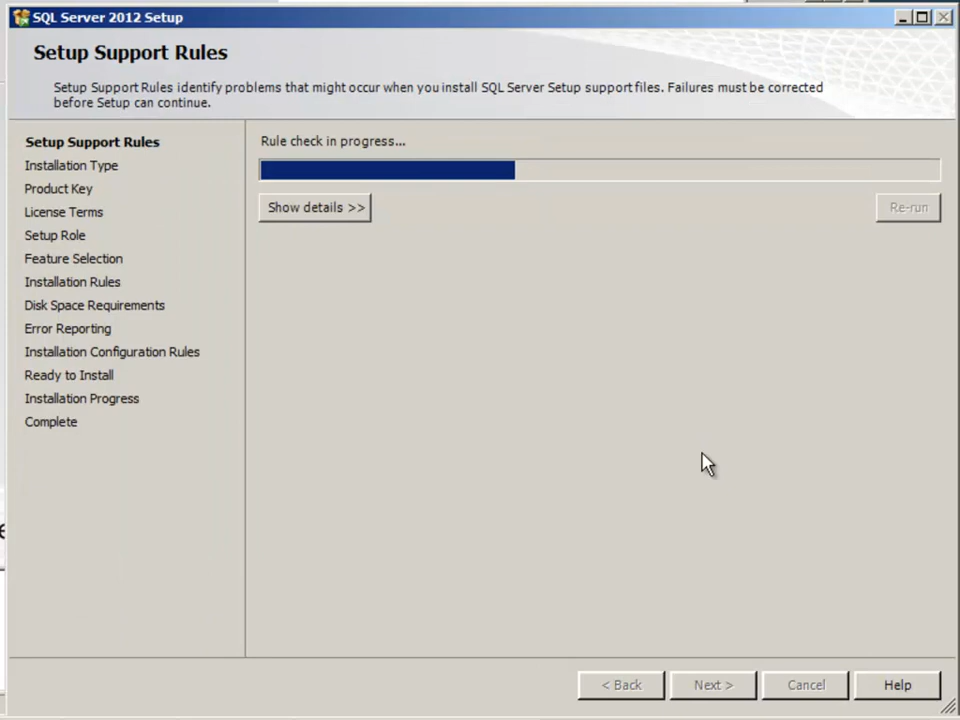 SQL Server 2012 Setup
Setup Support Rules
Setup Support Rules identify problems that might occur when you install SQL Server Setup support files. Failures must be corrected
before Setup can continue.
Setup Support Rules
Installation Type
Product Key
License Terms
Setup Role
Feature Selection
Installation Rules
Disk Space Requirements
Error Reporting
Installation Configuration Rules
Ready to Install
Installation Progress
Complete
Rule check in progress...
Show details >>
Re-run
< Back
Next >
Cancel
Help